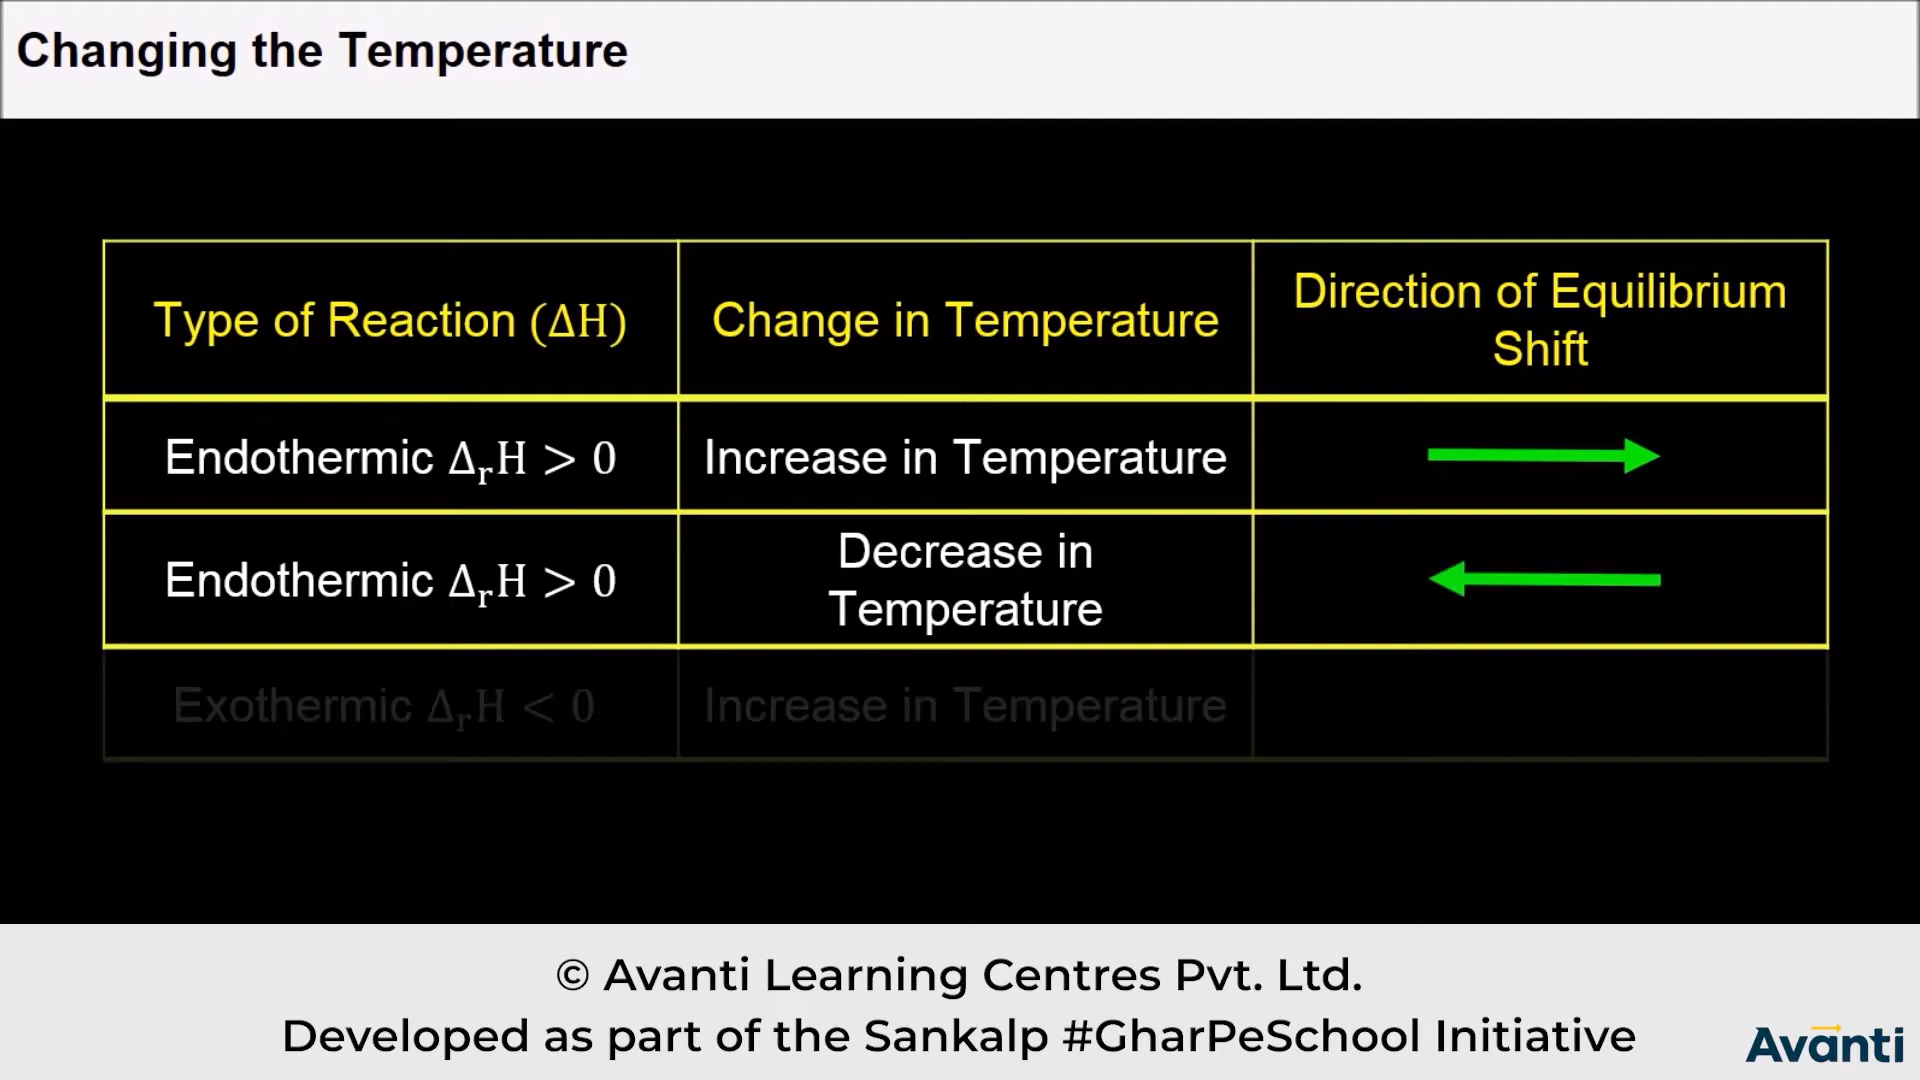 Changing the Temperature
Type of Reaction (ΔH)
Change in Temperature
Direction of Equilibrium
Shift
Endothermic ΔᵣH > 0
Increase in Temperature
Endothermic ΔᵣH > 0
Decrease in
Temperature
Exothermic ΔᵣH < 0
Increase in Temperature
© Avanti Learning Centres Pvt. Ltd.
Developed as part of the Sankalp #GharPeSchool Initiative
Avanti